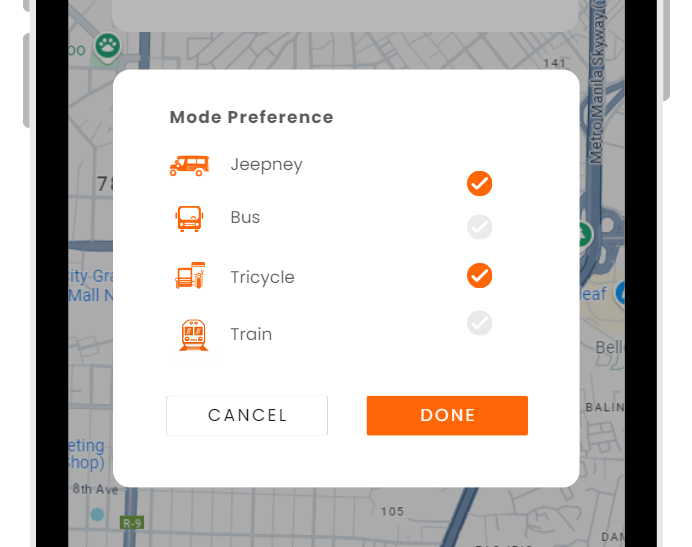 oo
141
Metro Manila Skyway
Mode Preference
Jeepney
Bus
Tricycle
Train
CANCEL
DONE
78
ity Gra
Mall N
eaf
Bell
BALIN
eting
hop)
8th Ave
R-9
105
DAM